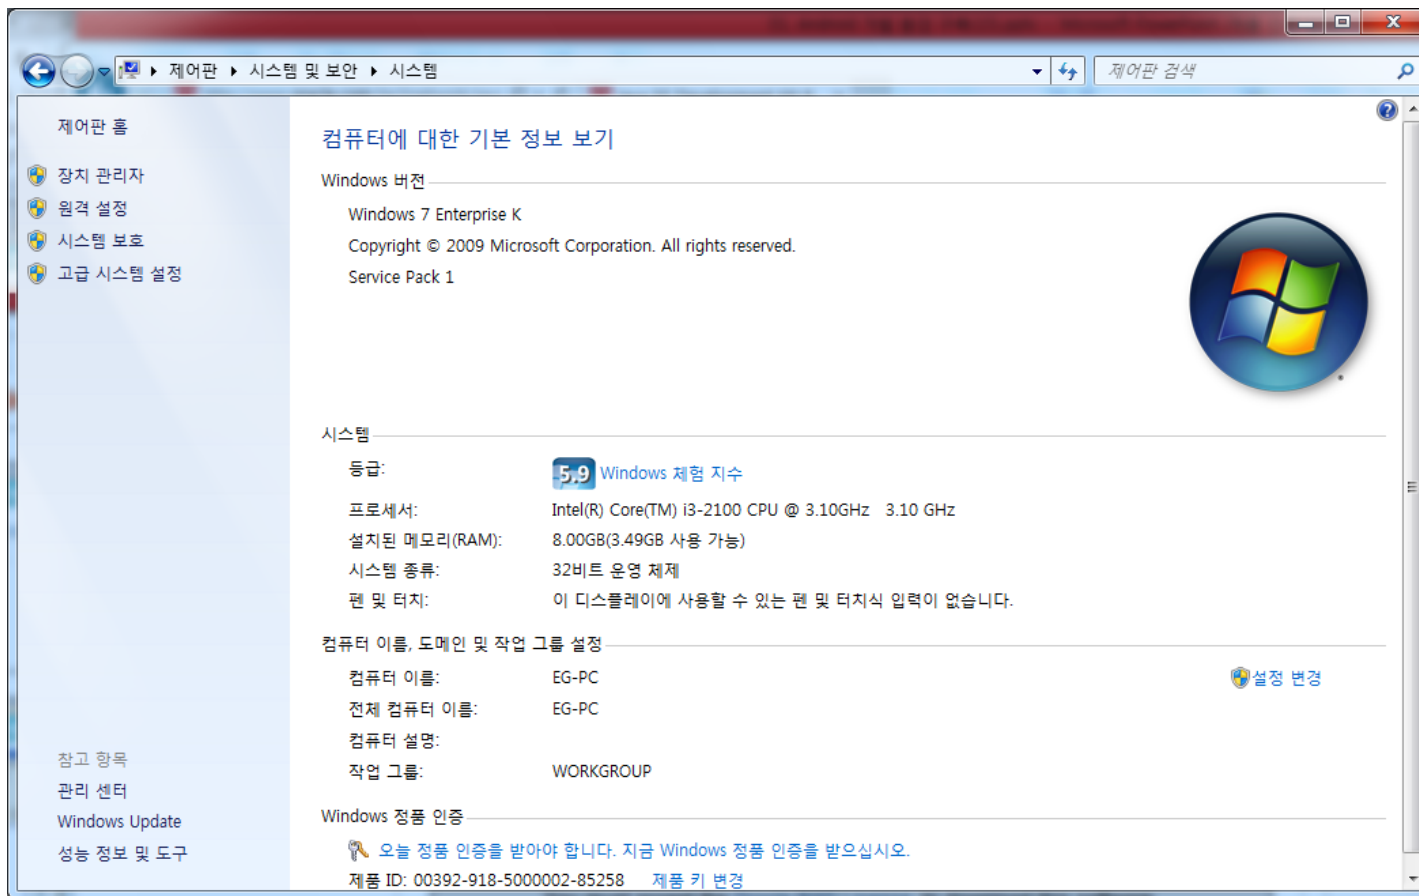 제어판 ▸ 시스템 및 보안 ▸ 시스템
제어판 검색
제어판 홈
장치 관리자
원격 설정
시스템 보호
고급 시스템 설정
컴퓨터에 대한 기본 정보 보기
Windows 버전
Windows 7 Enterprise K
Copyright © 2009 Microsoft Corporation. All rights reserved.
Service Pack 1
시스템
등급: 5.9 Windows 체험 지수
프로세서: Intel(R) Core(TM) i3-2100 CPU @ 3.10GHz 3.10 GHz
설치된 메모리(RAM): 8.00GB(3.49GB 사용 가능)
시스템 종류: 32비트 운영 체제
펜 및 터치: 이 디스플레이에 사용할 수 있는 펜 및 터치식 입력이 없습니다.
컴퓨터 이름, 도메인 및 작업 그룹 설정
컴퓨터 이름: EG-PC 설정 변경
전체 컴퓨터 이름: EG-PC
컴퓨터 설명:
작업 그룹: WORKGROUP
Windows 정품 인증
오늘 정품 인증을 받아야 합니다. 지금 Windows 정품 인증을 받으십시오.
제품 ID: 00392-918-5000002-85258 제품 키 변경
참고 항목
관리 센터
Windows Update
성능 정보 및 도구